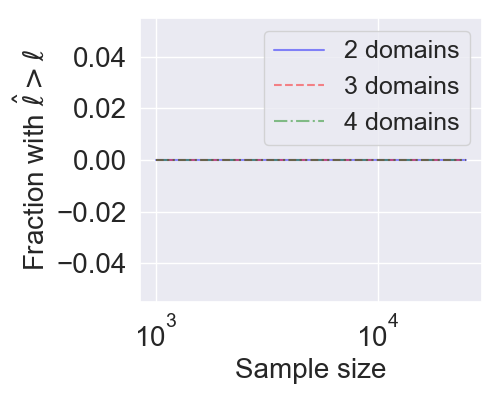 Fraction with ℓ̂ > ℓ
0.04
0.02
0.00
−0.02
−0.04
2 domains
3 domains
4 domains
10³
10⁴
Sample size